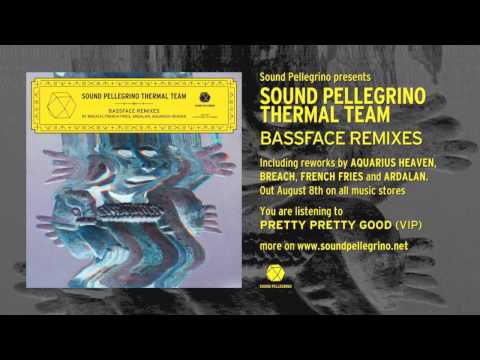 SOUND PELLEGRINO THERMAL TEAM
BASSFACE REMIXES
BY BREACH, FRENCH FRIES, ARDALAN, AQUARIUS HEAVEN
Sound Pellegrino presents
SOUND PELLEGRINO
THERMAL TEAM
BASSFACE REMIXES
Including reworks by AQUARIUS HEAVEN,
BREACH, FRENCH FRIES and ARDALAN.
Out August 8th on all music stores
You are listening to
PRETTY PRETTY GOOD (VIP)
more on www.soundpellegrino.net
SOUND PELLEGRINO